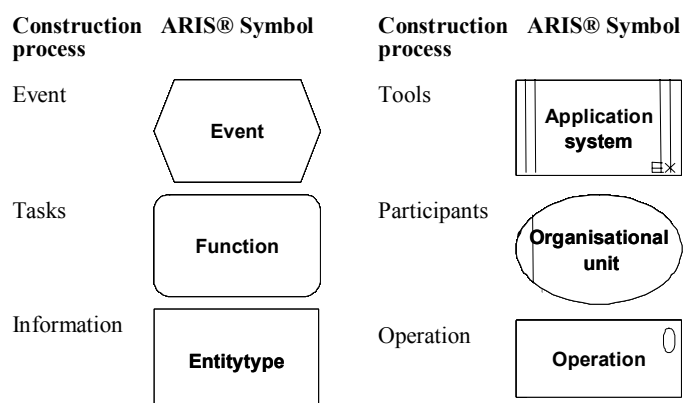 Construction process ARIS® Symbol
Event
Event
Tasks
Function
Information
Entitytype
Construction process ARIS® Symbol
Tools
Application
system
EX
Participants
Organisational
unit
Operation
Operation